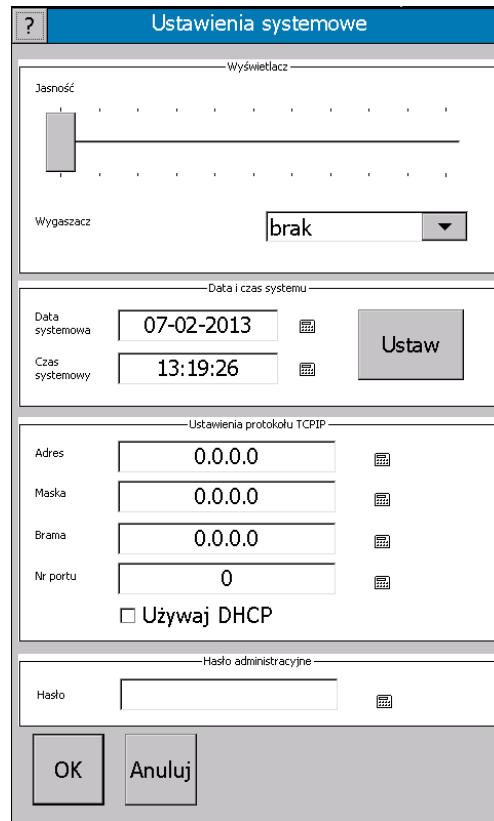 ? Ustawienia systemowe
Wyświetlacz
Jasność
Wygaszacz
brak
Data i czas systemu
Data systemowa
07-02-2013
Ustaw
Czas systemowy
13:19:26
Ustawienia protokołu TCPIP
Adres
0.0.0.0
Maska
0.0.0.0
Brama
0.0.0.0
Nr portu
0
Używaj DHCP
Hasło administracyjne
Hasło
OK
Anuluj